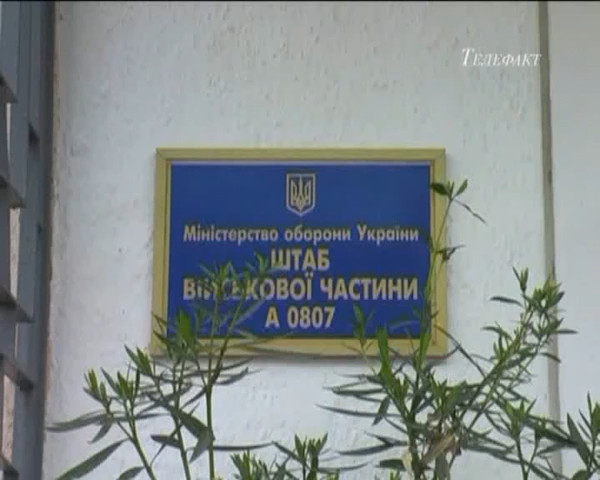 Телефакт
Міністерство оборони України
ШТАБ
ВІЙСЬКОВОЇ ЧАСТИНИ
А 0807